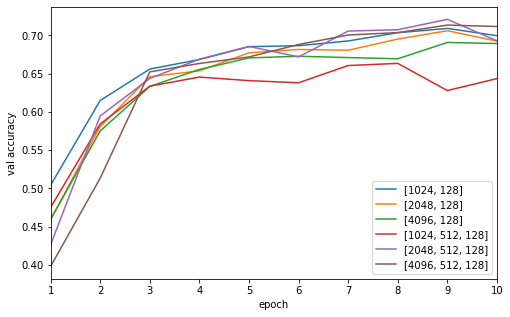 val accuracy
0.70
0.65
0.60
0.55
0.50
0.45
0.40
[1024, 128]
[2048, 128]
[4096, 128]
[1024, 512, 128]
[2048, 512, 128]
[4096, 512, 128]
1 2 3 4 5 6 7 8 9 10
epoch